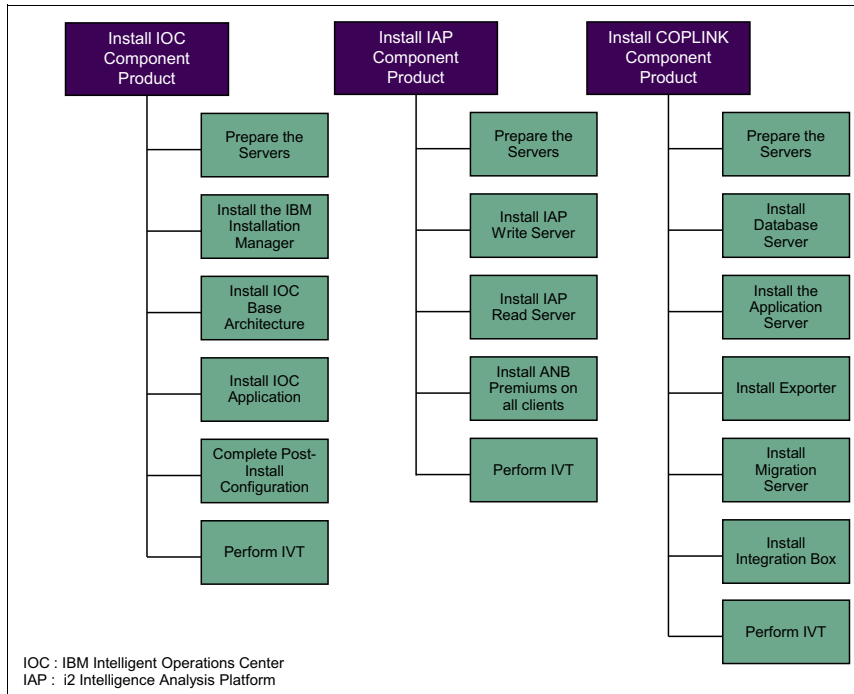 Install IOC
Component
Product
Prepare the
Servers
Install the IBM
Installation
Manager
Install IOC
Base
Architecture
Install IOC
Application
Complete Post-
Install
Configuration
Perform IVT
Install IAP
Component
Product
Prepare the
Servers
Install IAP
Write Server
Install IAP
Read Server
Install ANB
Premiums on
all clients
Perform IVT
Install COPLINK
Component
Product
Prepare the
Servers
Install
Database
Server
Install the
Application
Server
Install Exporter
Install
Migration
Server
Install
Integration Box
Perform IVT
IOC : IBM Intelligent Operations Center
IAP : i2 Intelligence Analysis Platform